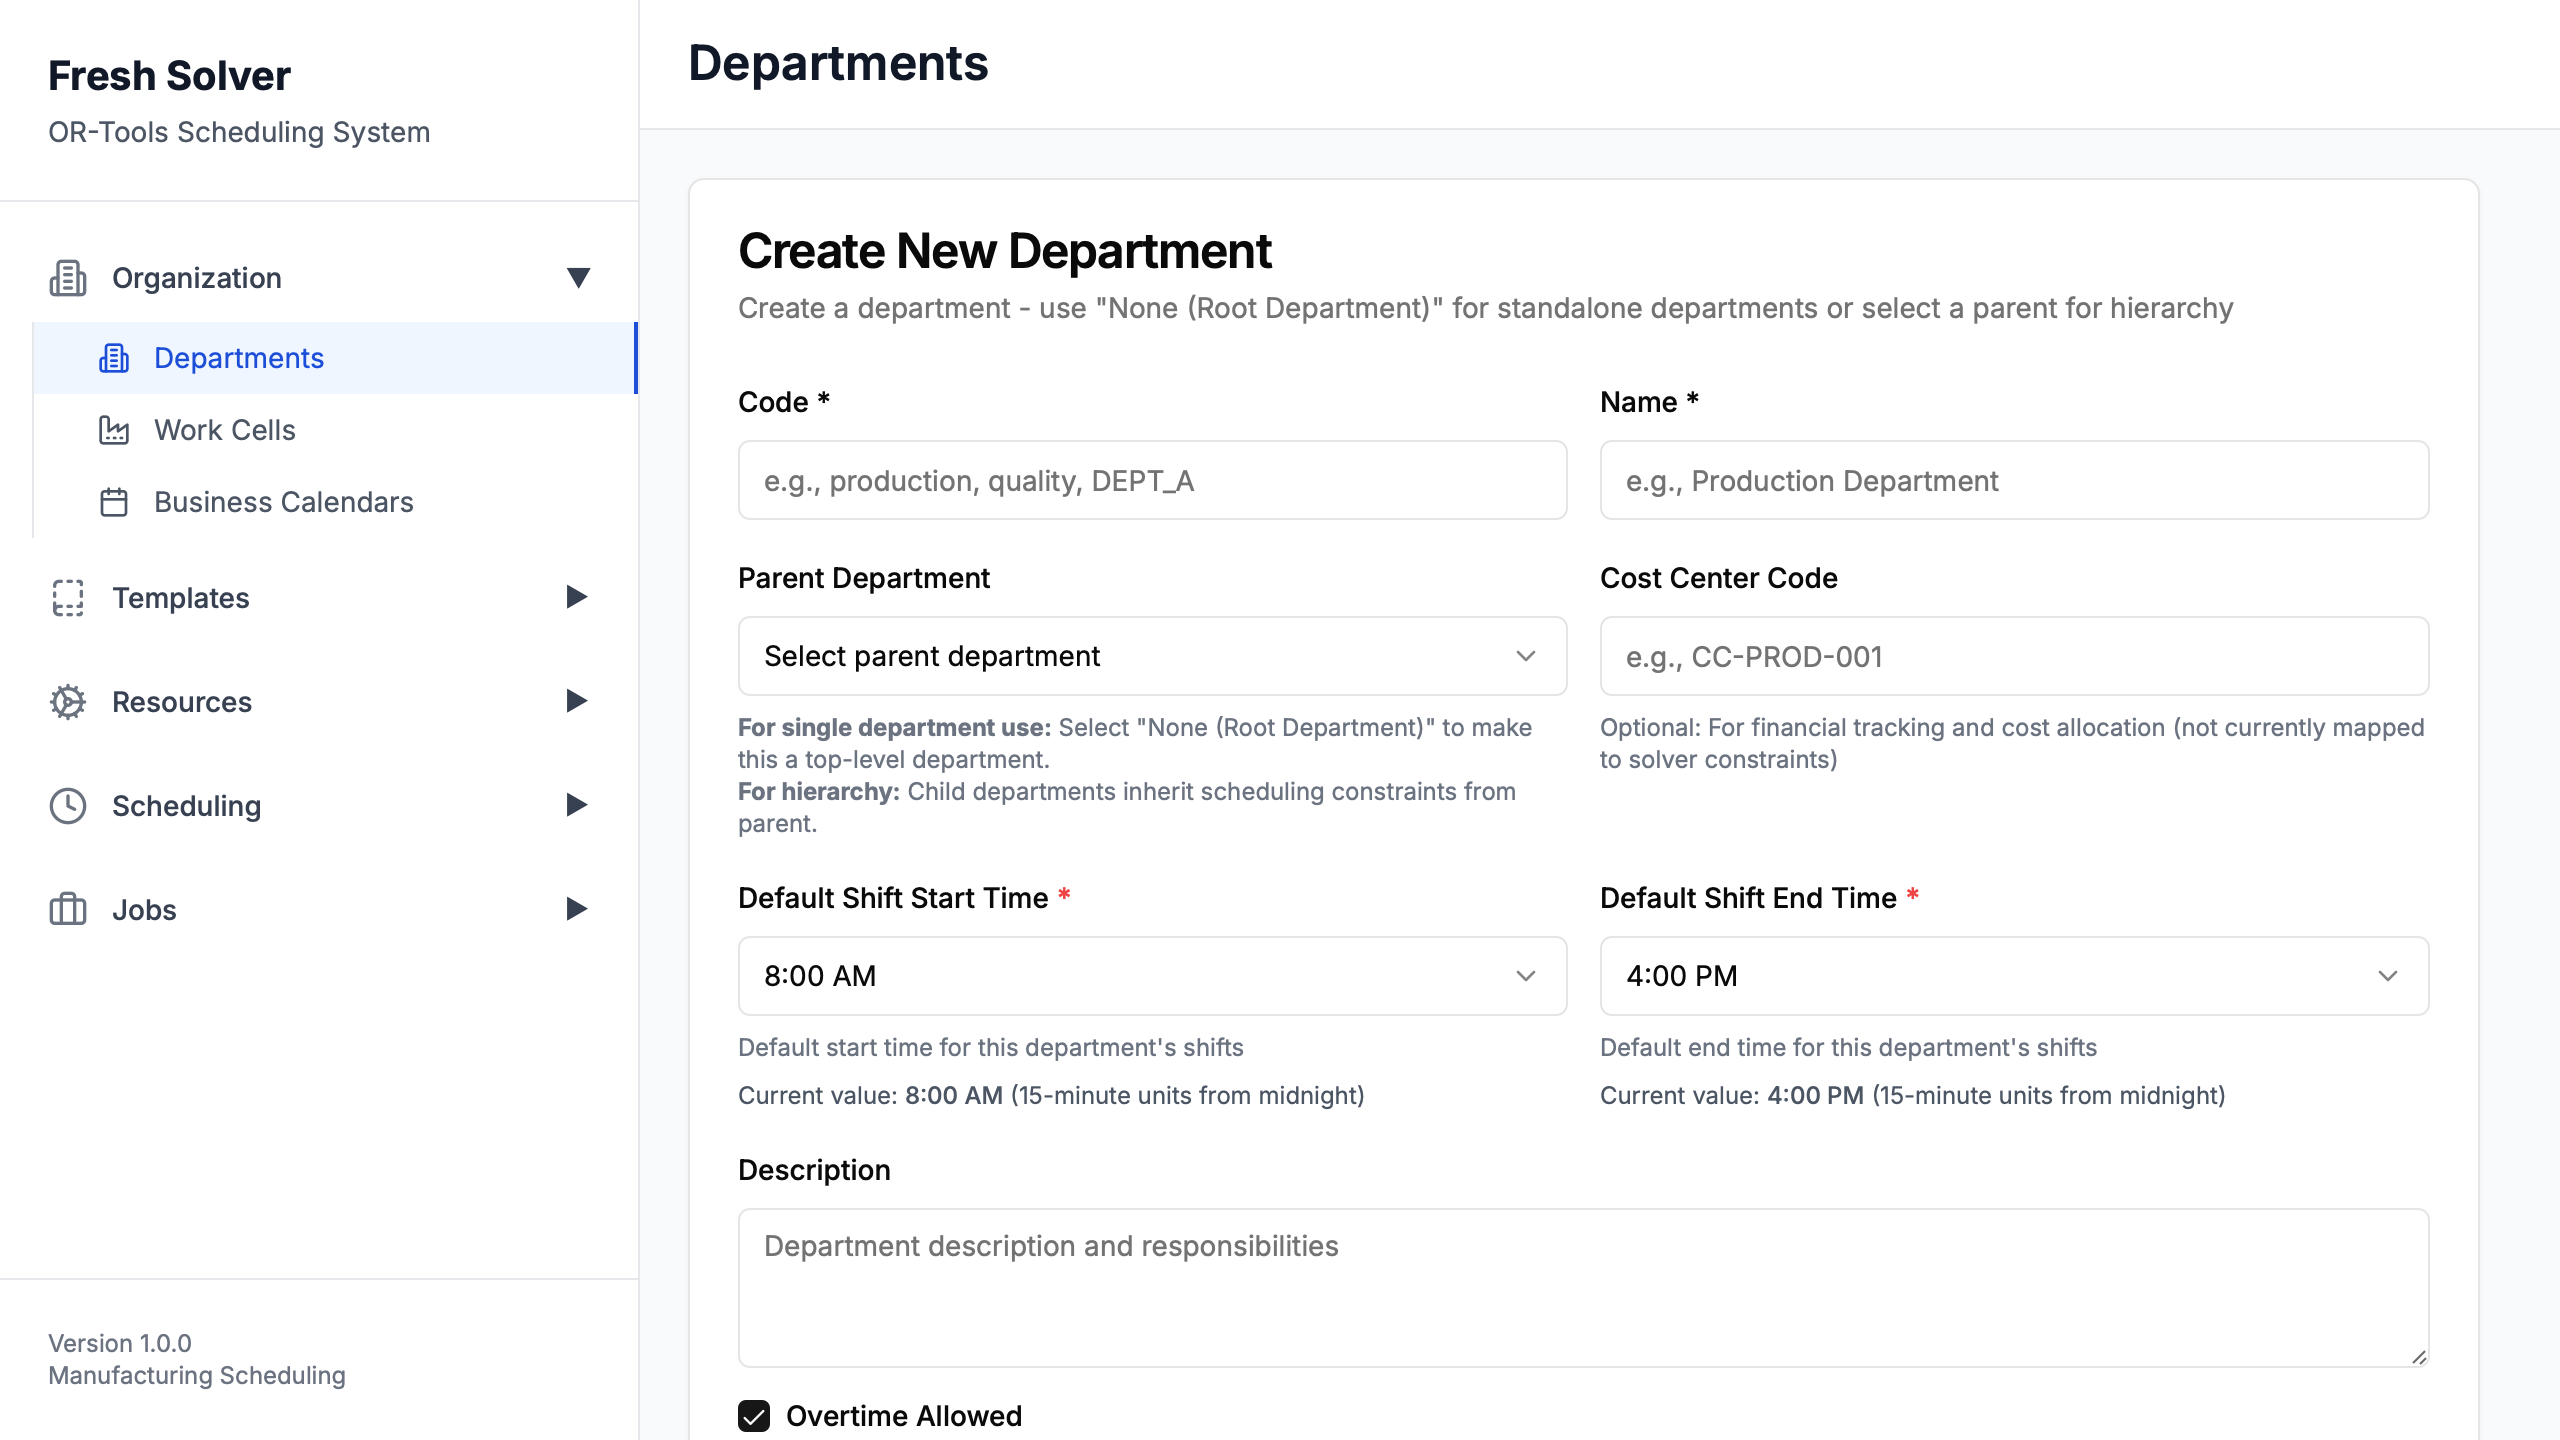 Fresh Solver
OR-Tools Scheduling System
Organization
Departments
Work Cells
Business Calendars
Templates
Resources
Scheduling
Jobs
Version 1.0.0
Manufacturing Scheduling
Departments
Create New Department
Create a department - use "None (Root Department)" for standalone departments or select a parent for hierarchy
Code *
e.g., production, quality, DEPT_A
Name *
e.g., Production Department
Parent Department
Select parent department
For single department use: Select "None (Root Department)" to make
this a top-level department.
For hierarchy: Child departments inherit scheduling constraints from
parent.
Cost Center Code
e.g., CC-PROD-001
Optional: For financial tracking and cost allocation (not currently mapped
to solver constraints)
Default Shift Start Time *
8:00 AM
Default start time for this department's shifts
Current value: 8:00 AM (15-minute units from midnight)
Default Shift End Time *
4:00 PM
Default end time for this department's shifts
Current value: 4:00 PM (15-minute units from midnight)
Description
Department description and responsibilities
Overtime Allowed